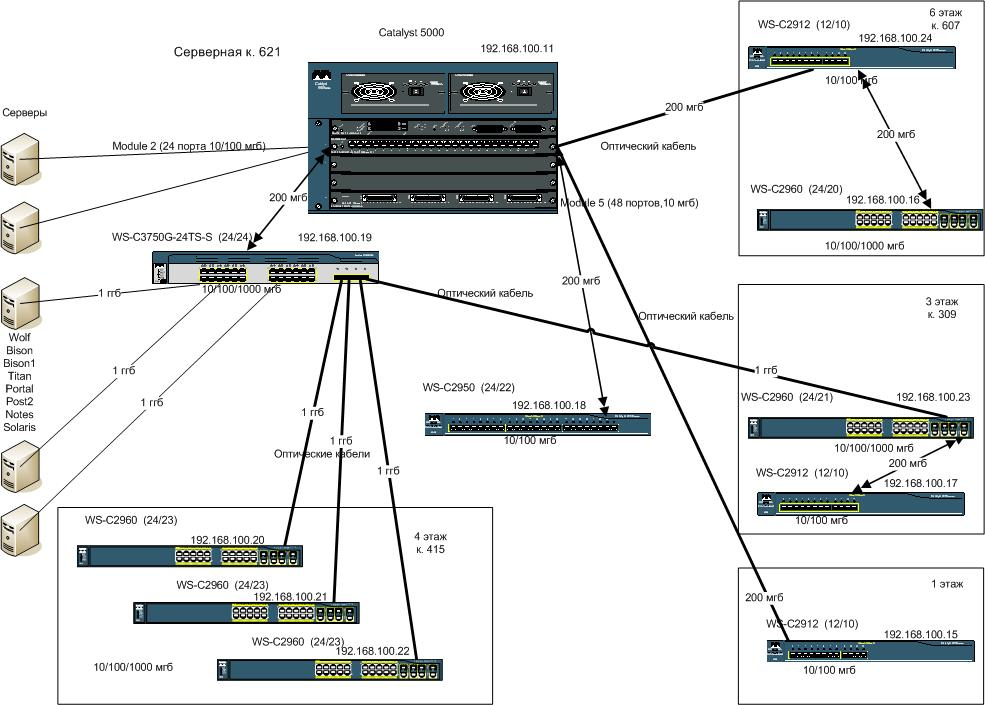 Catalyst 5000
192.168.100.11
Серверная к. 621
Серверы
Module 2 (24 порта 10/100 мгб)
200 мгб
Оптический кабель
Module 5 (48 портов,10 мгб)
200 мгб
WS-C3750G-24TS-S (24/24)
192.168.100.19
10/100/1000 мгб
1 ггб
Wolf
Bison
Bison1
Titan
Portal
Post2
Notes
Solaris
1 ггб
1 ггб
Оптический кабель
200 мгб
Оптический кабель
1 ггб
WS-C2950 (24/22)
192.168.100.18
10/100 мгб
1 ггб
1 ггб
Оптические кабели
1 ггб
4 этаж
к. 415
WS-C2960 (24/23)
192.168.100.20
WS-C2960 (24/23)
192.168.100.21
WS-C2960 (24/23)
192.168.100.22
10/100/1000 мгб
6 этаж
к. 607
WS-C2912 (12/10)
192.168.100.24
10/100 мгб
200 мгб
WS-C2960 (24/20)
192.168.100.16
10/100/1000 мгб
3 этаж
к. 309
WS-C2960 (24/21)
192.168.100.23
10/100/1000 мгб
200 мгб
WS-C2912 (12/10)
192.168.100.17
10/100 мгб
1 этаж
200 мгб
WS-C2912 (12/10)
192.168.100.15
10/100 мгб